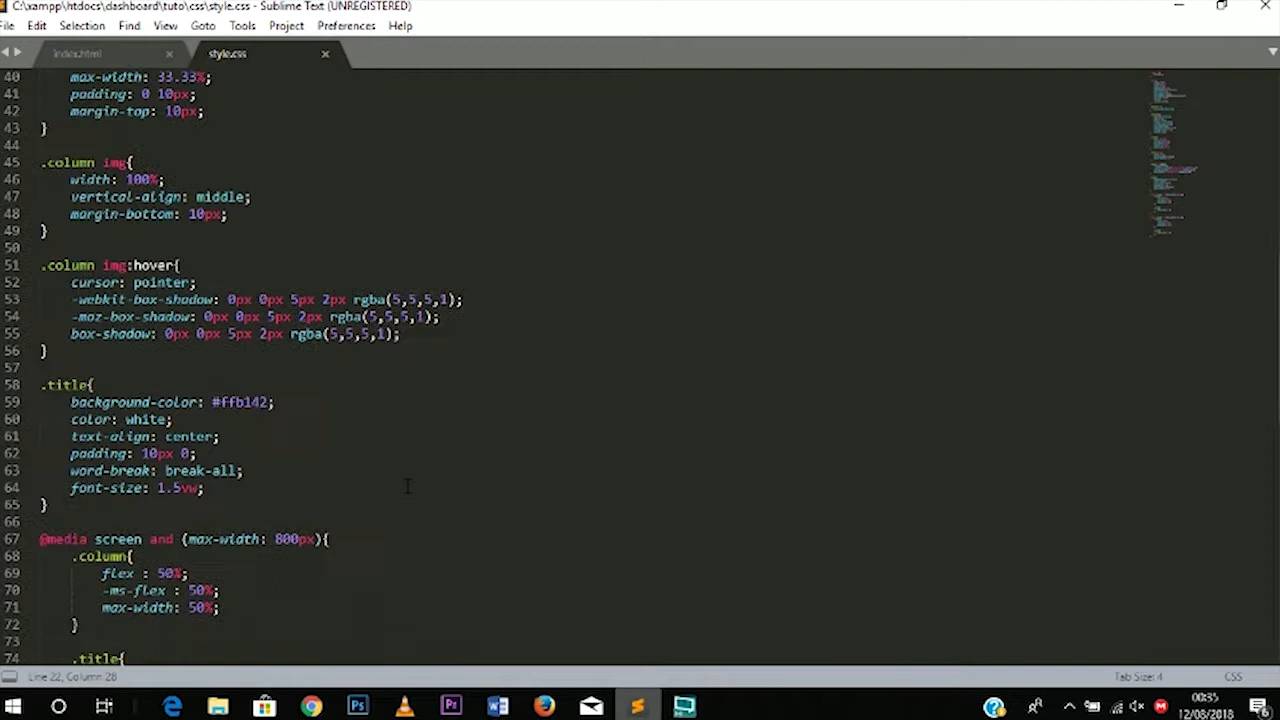 C:\xampp\htdocs\dashboard\tuto\css\style.css - Sublime Text (UNREGISTERED)
File Edit Selection Find View Goto Tools Project Preferences Help
index.html × style.css ×
40 max-width: 33.33%;
41 padding: 0 10px;
42 margin-top: 10px;
43 }
44
45 .column img{
46 width: 100%;
47 vertical-align: middle;
48 margin-bottom: 10px;
49 }
50
51 .column img:hover{
52 cursor: pointer;
53 -webkit-box-shadow: 0px 0px 5px 2px rgba(5,5,5,1);
54 -moz-box-shadow: 0px 0px 5px 2px rgba(5,5,5,1);
55 box-shadow: 0px 0px 5px 2px rgba(5,5,5,1);
56 }
57
58 .title{
59 background-color: #ffb142;
60 color: white;
61 text-align: center;
62 padding: 10px 0;
63 word-break: break-all;
64 font-size: 1.5vw;
65 }
66
67 @media screen and (max-width: 800px){
68 .column{
69 flex : 50%;
70 -ms-flex : 50%;
71 max-width: 50%;
72 }
73
74 .title{
Line 22, Column 28 Tab Size: 4 CSS
00:35
12/08/2018